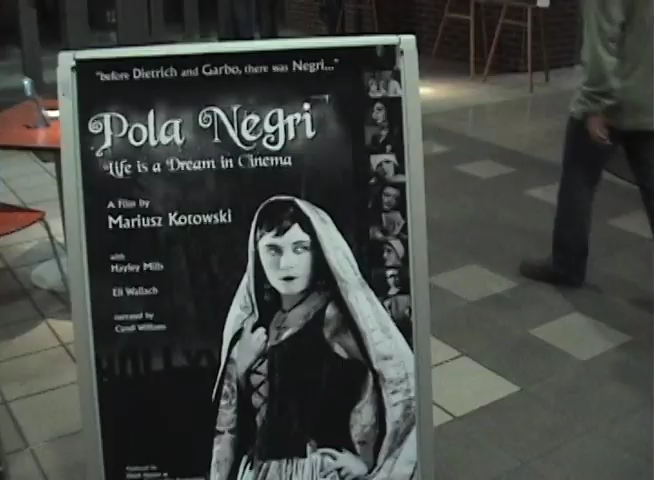 "before Dietrich and Garbo, there was Negri..."
Pola Negri
Life is a Dream in Cinema
A Film by
Mariusz Kotowski
with
Hayley Mills
Eli Wallach
narrated by
Cyndi Williams